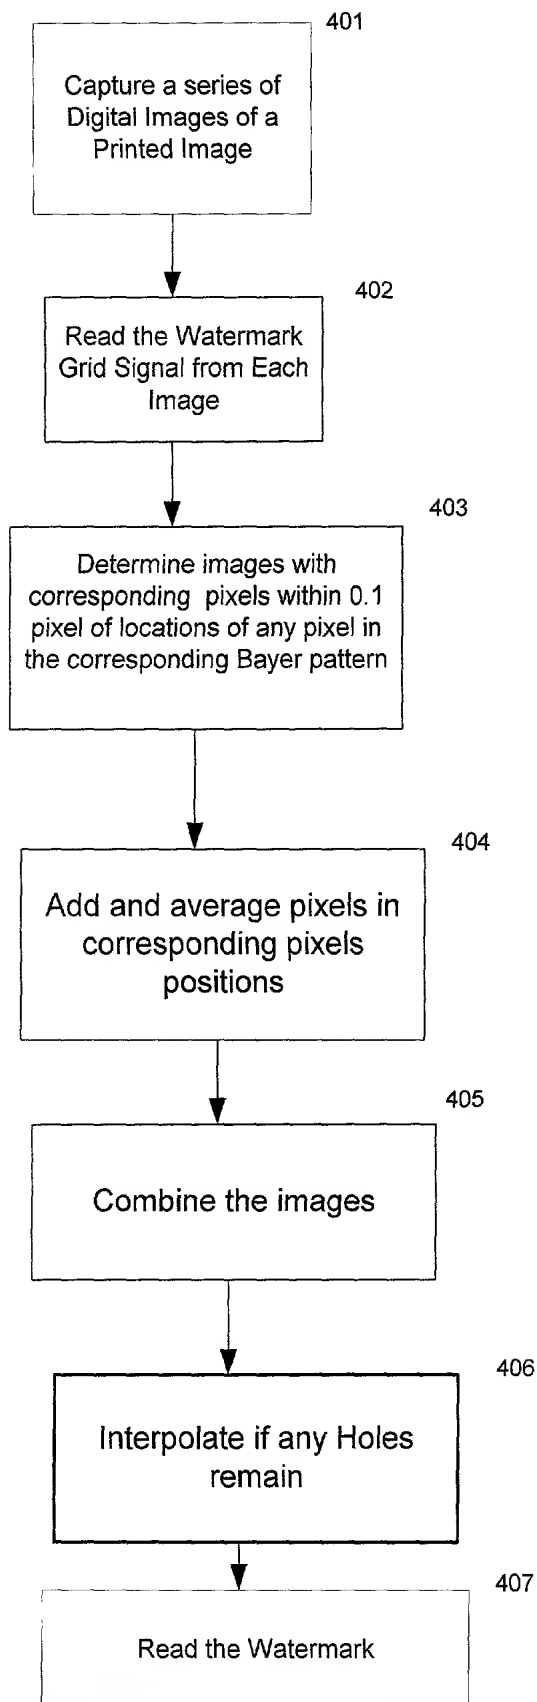 401
Capture a series of
Digital Images of a
Printed Image
402
Read the Watermark
Grid Signal from Each
Image
403
Determine images with
corresponding pixels within 0.1
pixel of locations of any pixel in
the corresponding Bayer pattern
404
Add and average pixels in
corresponding pixels
positions
405
Combine the images
406
Interpolate if any Holes
remain
407
Read the Watermark